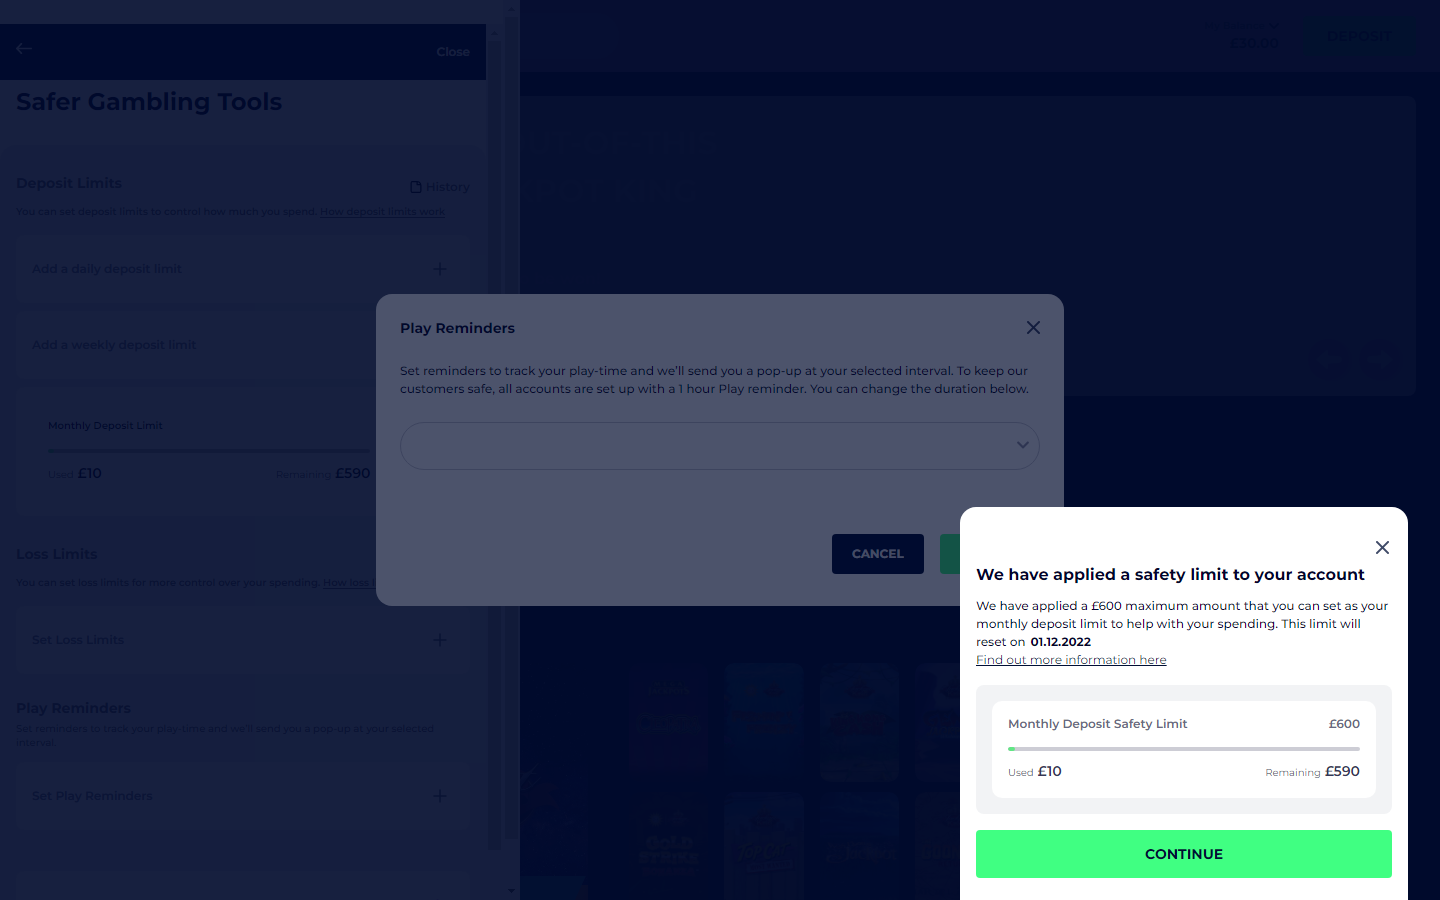 Close
£30.00
DEPOSIT
Safer Gambling Tools
Deposit Limits
History
You can set deposit limits to control how much you spend. How deposit limits work
Add a daily deposit limit
Add a weekly deposit limit
Monthly Deposit Limit
Used £10
Remaining £590
Loss Limits
You can set loss limits for more control over your spending. How loss
Set Loss Limits
Play Reminders
Set reminders to track your play-time and we'll send you a pop-up at your selected
interval.
Set Play Reminders
Play Reminders
Set reminders to track your play-time and we'll send you a pop-up at your selected interval. To keep our
customers safe, all accounts are set up with a 1 hour Play reminder. You can change the duration below.
CANCEL
We have applied a safety limit to your account
We have applied a £600 maximum amount that you can set as your
monthly deposit limit to help with your spending. This limit will
reset on 01.12.2022
Find out more information here
Monthly Deposit Safety Limit
£600
Used £10
Remaining £590
CONTINUE
GOLD
STRIKE